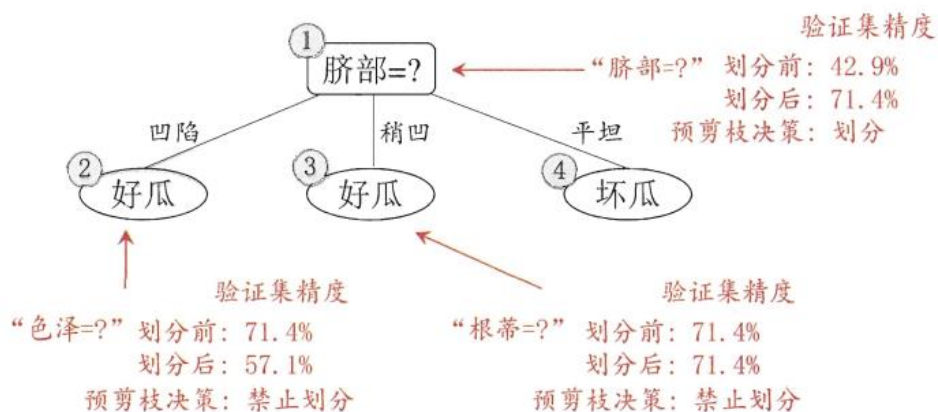 验证集精度
① 脐部=?
“脐部=?” 划分前: 42.9%
划分后: 71.4%
预剪枝决策: 划分
凹陷 稍凹 平坦
② 好瓜 ③ 好瓜 ④ 坏瓜
验证集精度
“色泽=?” 划分前: 71.4%
划分后: 57.1%
预剪枝决策: 禁止划分
验证集精度
“根蒂=?” 划分前: 71.4%
划分后: 71.4%
预剪枝决策: 禁止划分